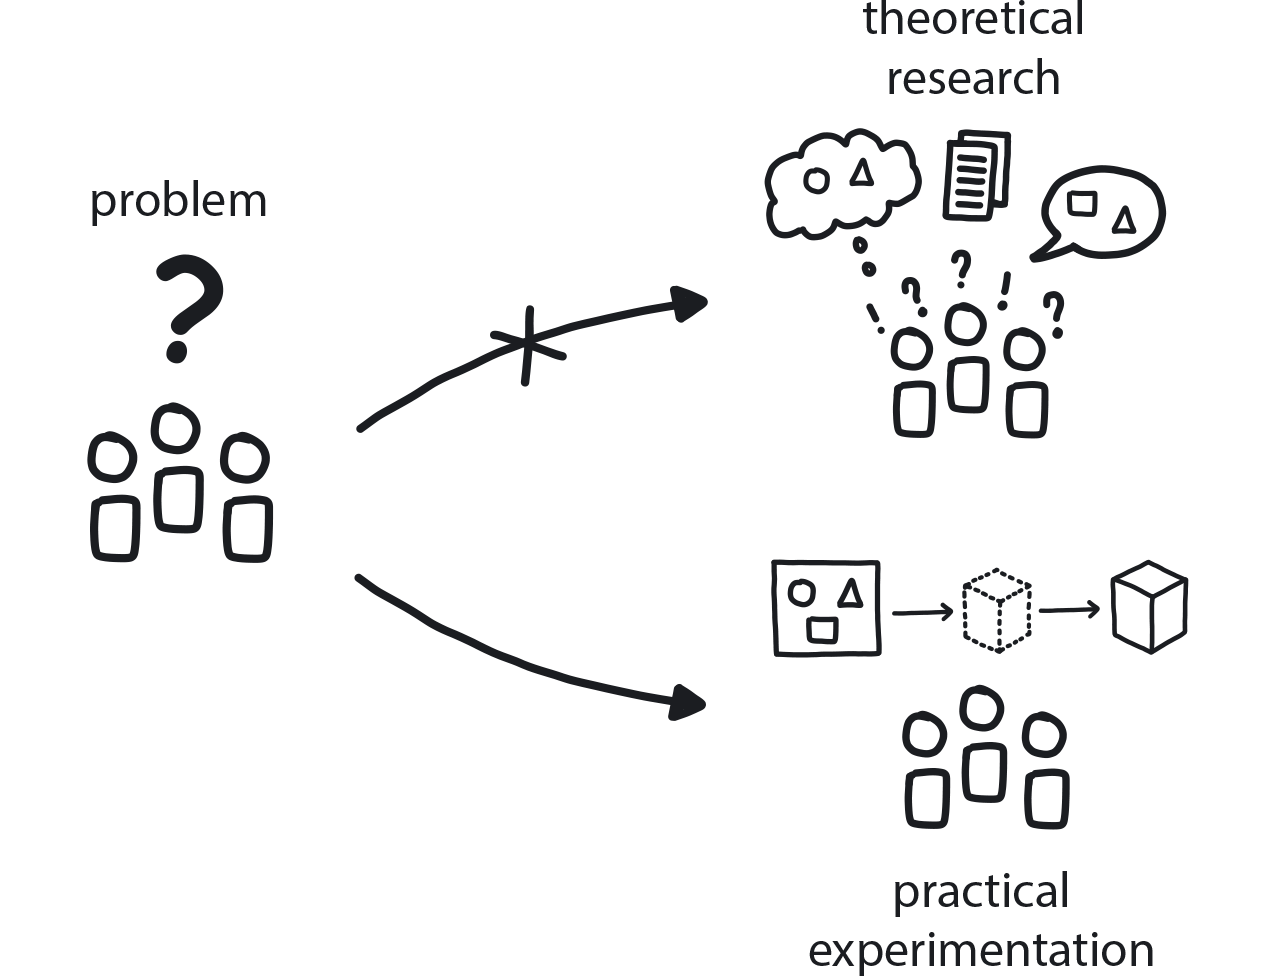 theoretical
research
problem
?
? ? ! ?
practical
experimentation